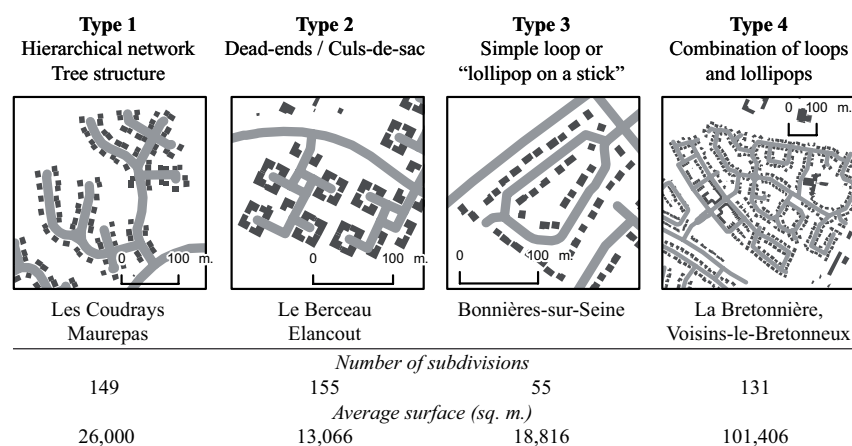 Type 1
Hierarchical network
Tree structure
Type 2
Dead-ends / Culs-de-sac
Type 3
Simple loop or
“lollipop on a stick”
Type 4
Combination of loops
and lollipops
0 100 m.
0 100
0 100 m.
0 100 m.
Les Coudrays
Maurepas
Le Berceau
Elancout
Bonnières-sur-Seine
La Bretonnière,
Voisins-le-Bretonneux
Number of subdivisions
149 155 55 131
Average surface (sq. m.)
26,000 13,066 18,816 101,406